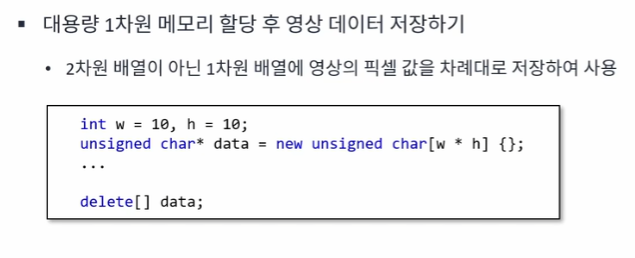 ▪ 대용량 1차원 메모리 할당 후 영상 데이터 저장하기
• 2차원 배열이 아닌 1차원 배열에 영상의 픽셀 값을 차례대로 저장하여 사용
int w = 10, h = 10;
unsigned char* data = new unsigned char[w * h] {};
...
delete[] data;